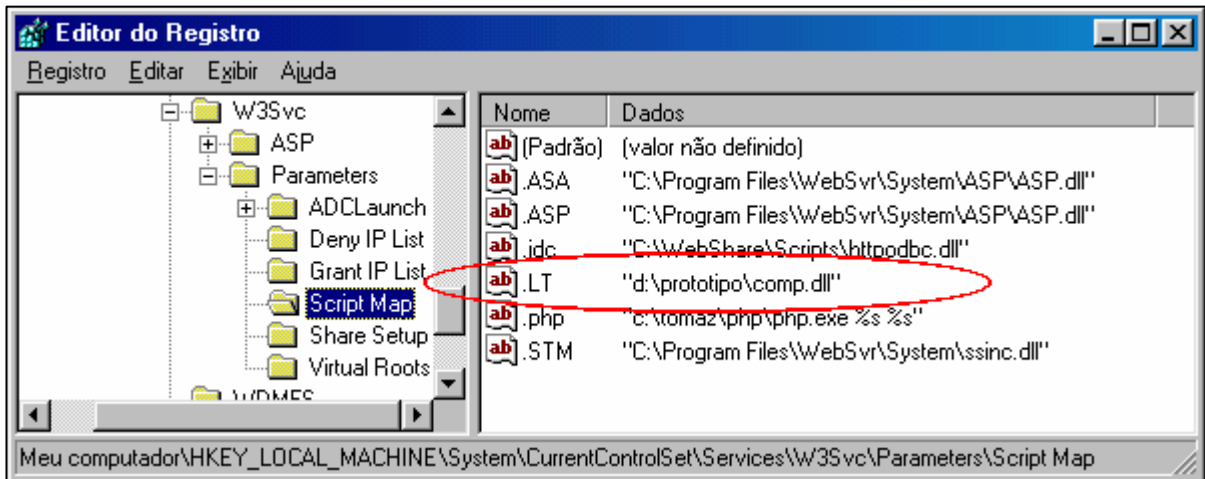 Editor do Registro
Registro Editar Exibir Ajuda
W3Svc
ASP
Parameters
ADCLaunch
Deny IP List
Grant IP List
Script Map
Share Setup
Virtual Roots
Nome Dados
(Padrão) (valor não definido)
.ASA "C:\Program Files\WebSvr\System\ASP\ASP.dll"
.ASP "C:\Program Files\WebSvr\System\ASP\ASP.dll"
.idc "C:\WebShare\Scripts\httpodbc.dll"
.LT "d:\prototipo\comp.dll"
.php "c:\tomaz\php\php.exe %s %s"
.STM "C:\Program Files\WebSvr\System\ssinc.dll"
Meu computador\HKEY_LOCAL_MACHINE\System\CurrentControlSet\Services\W3Svc\Parameters\Script Map